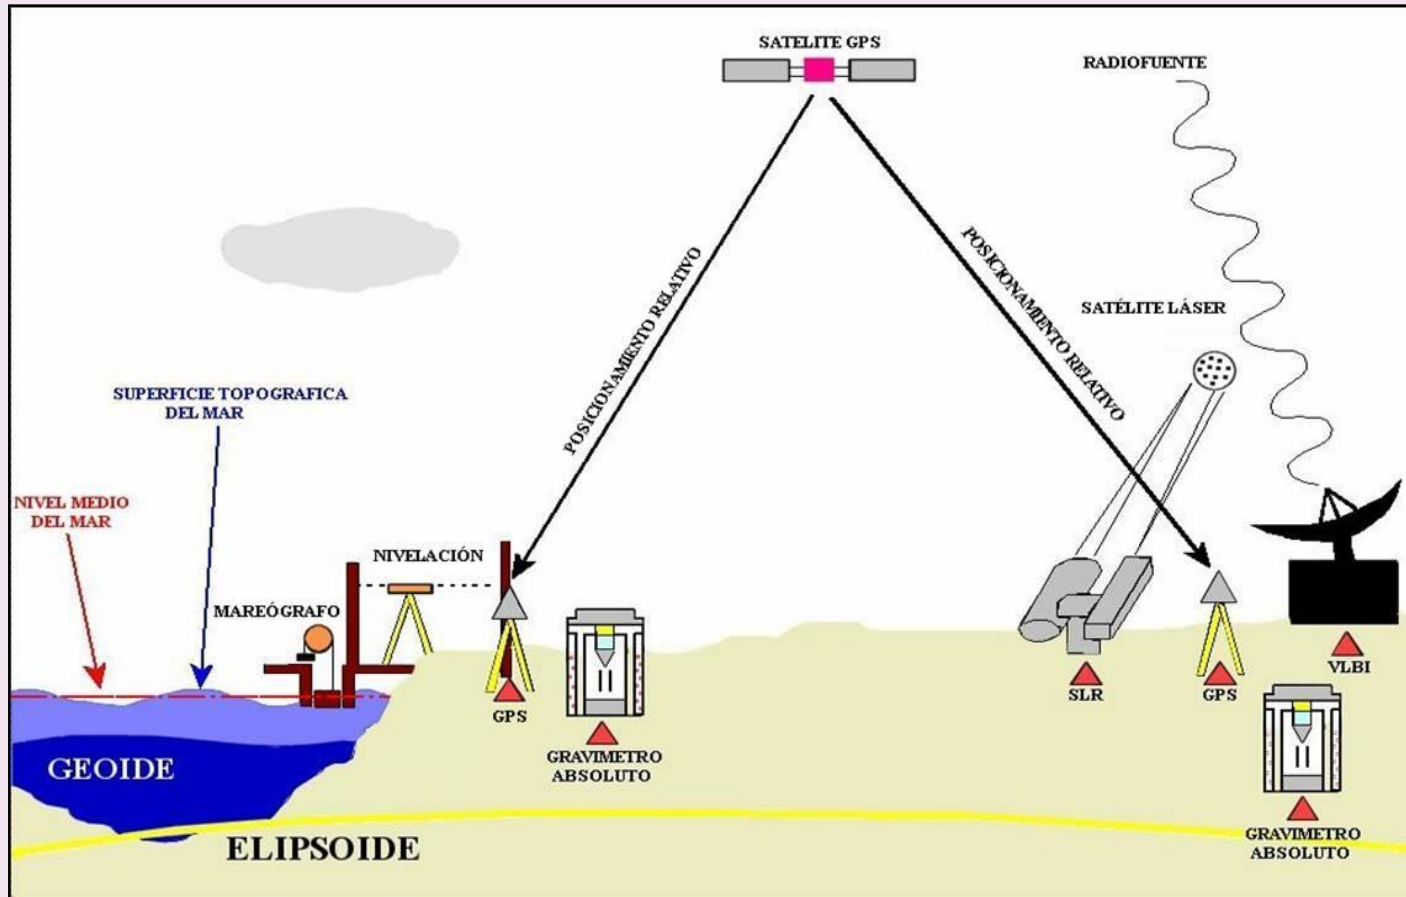 SATELITE GPS
RADIOFUENTE
POSICIONAMIENTO RELATIVO
POSICIONAMIENTO RELATIVO
SATÉLITE LÁSER
SUPERFICIE TOPOGRAFICA
DEL MAR
NIVEL MEDIO
DEL MAR
NIVELACIÓN
MAREÓGRAFO
GPS
GRAVIMETRO
ABSOLUTO
SLR
GPS
VLBI
GRAVIMETRO
ABSOLUTO
GEOIDE
ELIPSOIDE